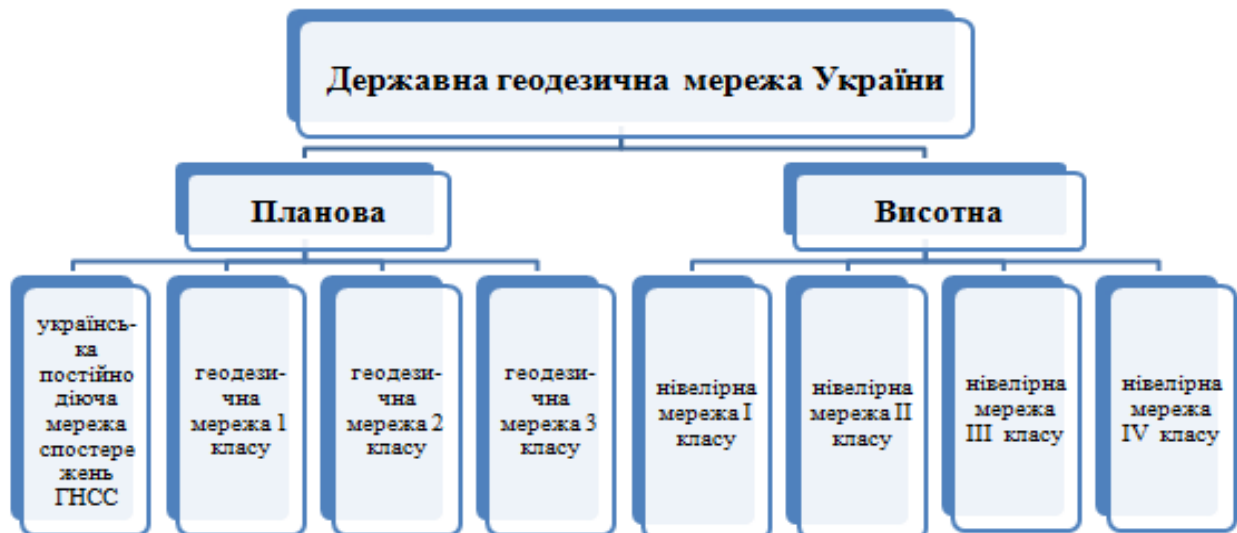 Державна геодезична мережа України
Планова
Висотна
українсь-
ка
постійно
діюча
мережа
спостере
жень
ГНСС
геодези-
чна
мережа 1
класу
геодези-
чна
мережа 2
класу
геодези-
чна
мережа 3
класу
нівелірна
мережа I
класу
нівелірна
мережа II
класу
нівелірна
мережа
III класу
нівелірна
мережа
IV класу